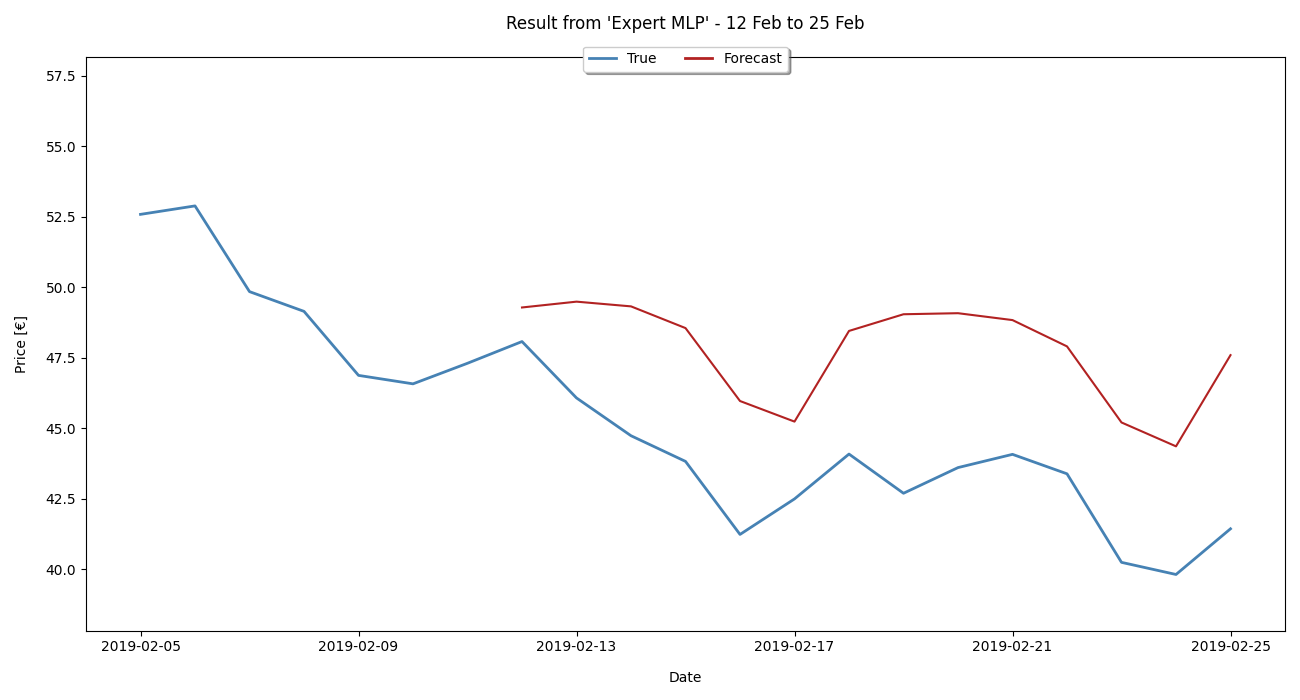 Result from 'Expert MLP' - 12 Feb to 25 Feb
True Forecast
57.5
55.0
52.5
50.0
47.5
45.0
42.5
40.0
Price [€]
2019-02-05 2019-02-09 2019-02-13 2019-02-17 2019-02-21 2019-02-25
Date